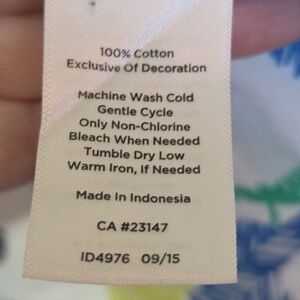 100% Cotton
Exclusive Of Decoration
Machine Wash Cold
Gentle Cycle
Only Non-Chlorine
Bleach When Needed
Tumble Dry Low
Warm Iron, If Needed
Made in Indonesia
CA #23147
ID4976 09/15